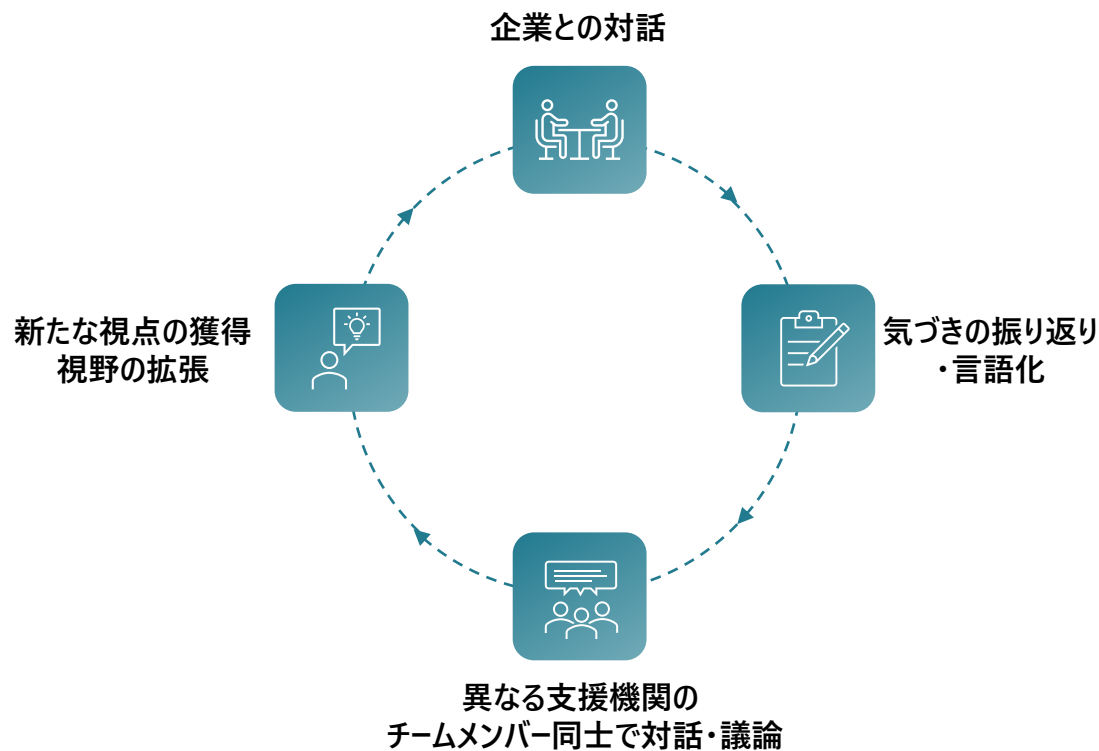 企業との対話
新たな視点の獲得
視野の拡張
気づきの振り返り
・言語化
異なる支援機関の
チームメンバー同士で対話・議論